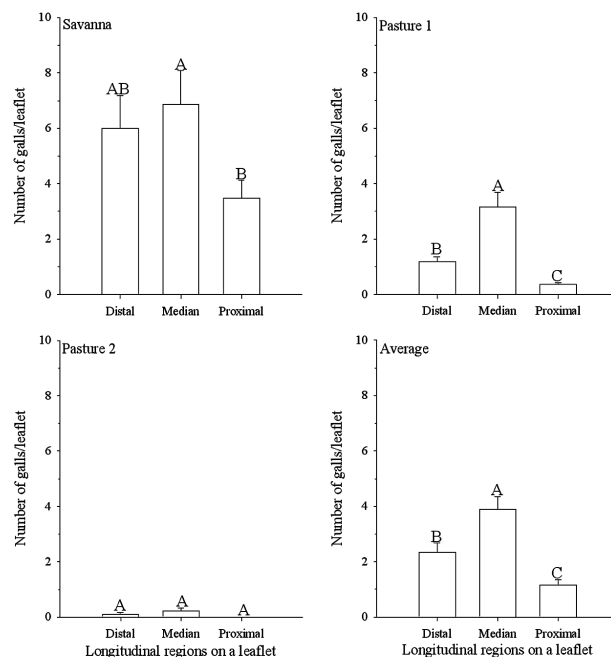 Savanna
Number of galls/leaflet
10
8
6
4
2
0
AB
A
B
Distal Median Proximal
Pasture 1
Number of galls/leaflet
10
8
6
4
2
0
B
A
C
Distal Median Proximal
Pasture 2
Number of galls/leaflet
10
8
6
4
2
0
A
A
A
Distal Median Proximal
Longitudinal regions on a leaflet
Average
Number of galls/leaflet
10
8
6
4
2
0
B
A
C
Distal Median Proximal
Longitudinal regions on a leaflet